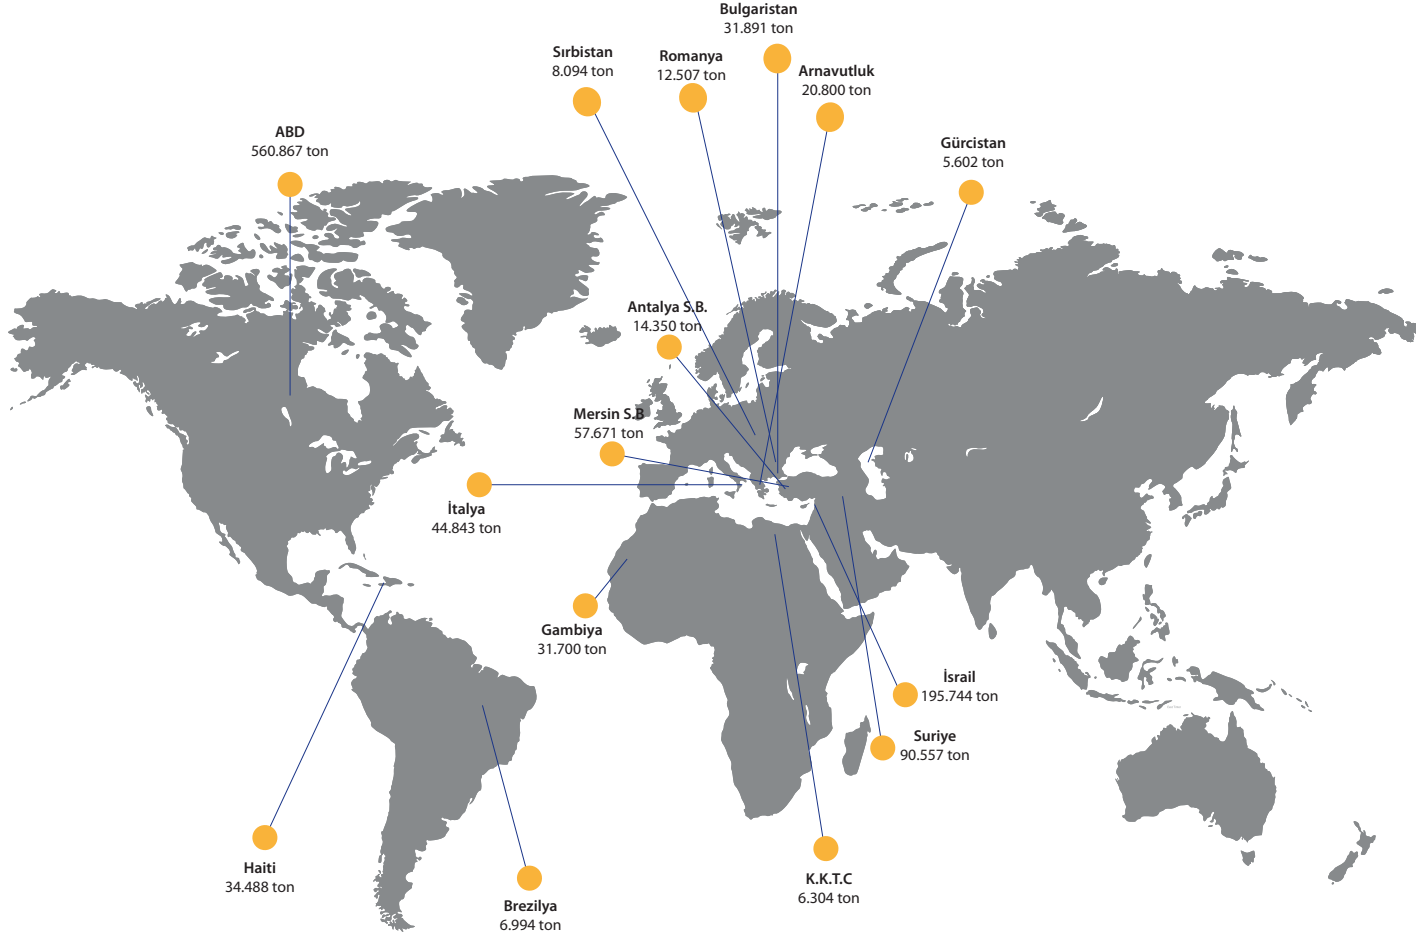 Bulgaristan
31.891 ton
Sırbistan
8.094 ton
Romanya
12.507 ton
Arnavutluk
20.800 ton
ABD
560.867 ton
Gürcistan
5.602 ton
Antalya S.B.
14.350 ton
Mersin S.B
57.671 ton
İtalya
44.843 ton
Gambiya
31.700 ton
İsrail
195.744 ton
Suriye
90.557 ton
Haiti
34.488 ton
K.K.T.C
6.304 ton
Brezilya
6.994 ton